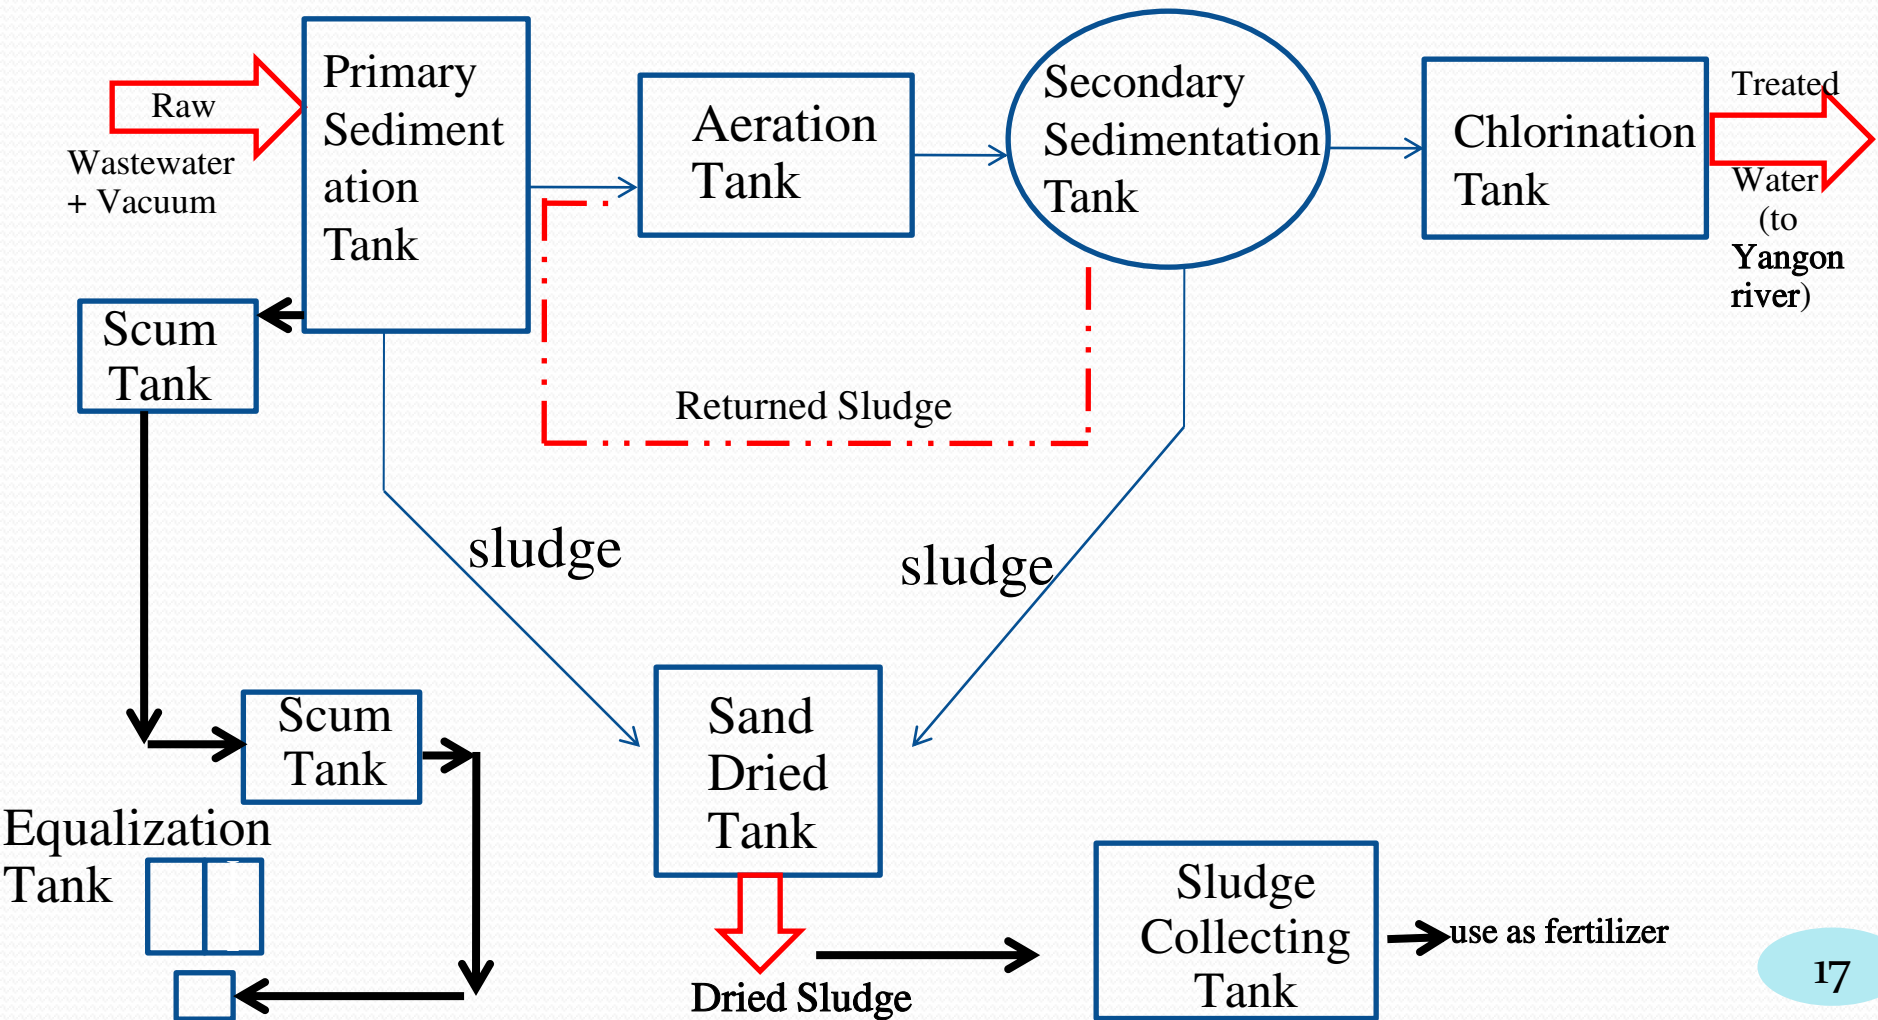 Raw
Wastewater
+ Vacuum
Primary
Sediment
ation
Tank
Aeration
Tank
Secondary
Sedimentation
Tank
Chlorination
Tank
Treated
Water
(to
Yangon
river)
Scum
Tank
Returned Sludge
sludge
sludge
Scum
Tank
Equalization
Tank
Sand
Dried
Tank
Dried Sludge
Sludge
Collecting
Tank
use as fertilizer
17